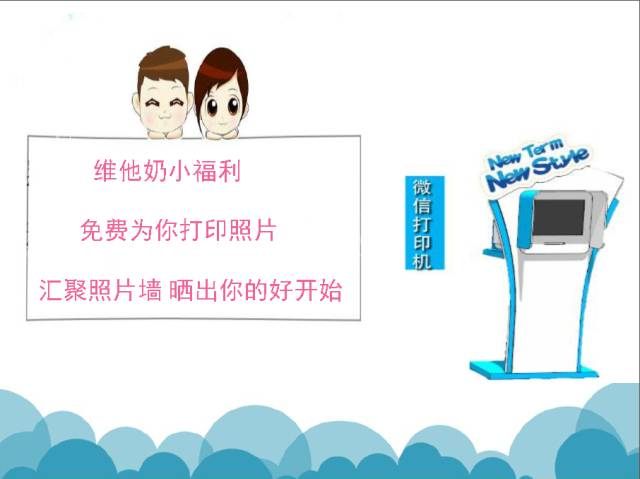 维他奶小福利
免费为你打印照片
汇聚照片墙 晒出你的好开始
微信打印机
New Term
New Style